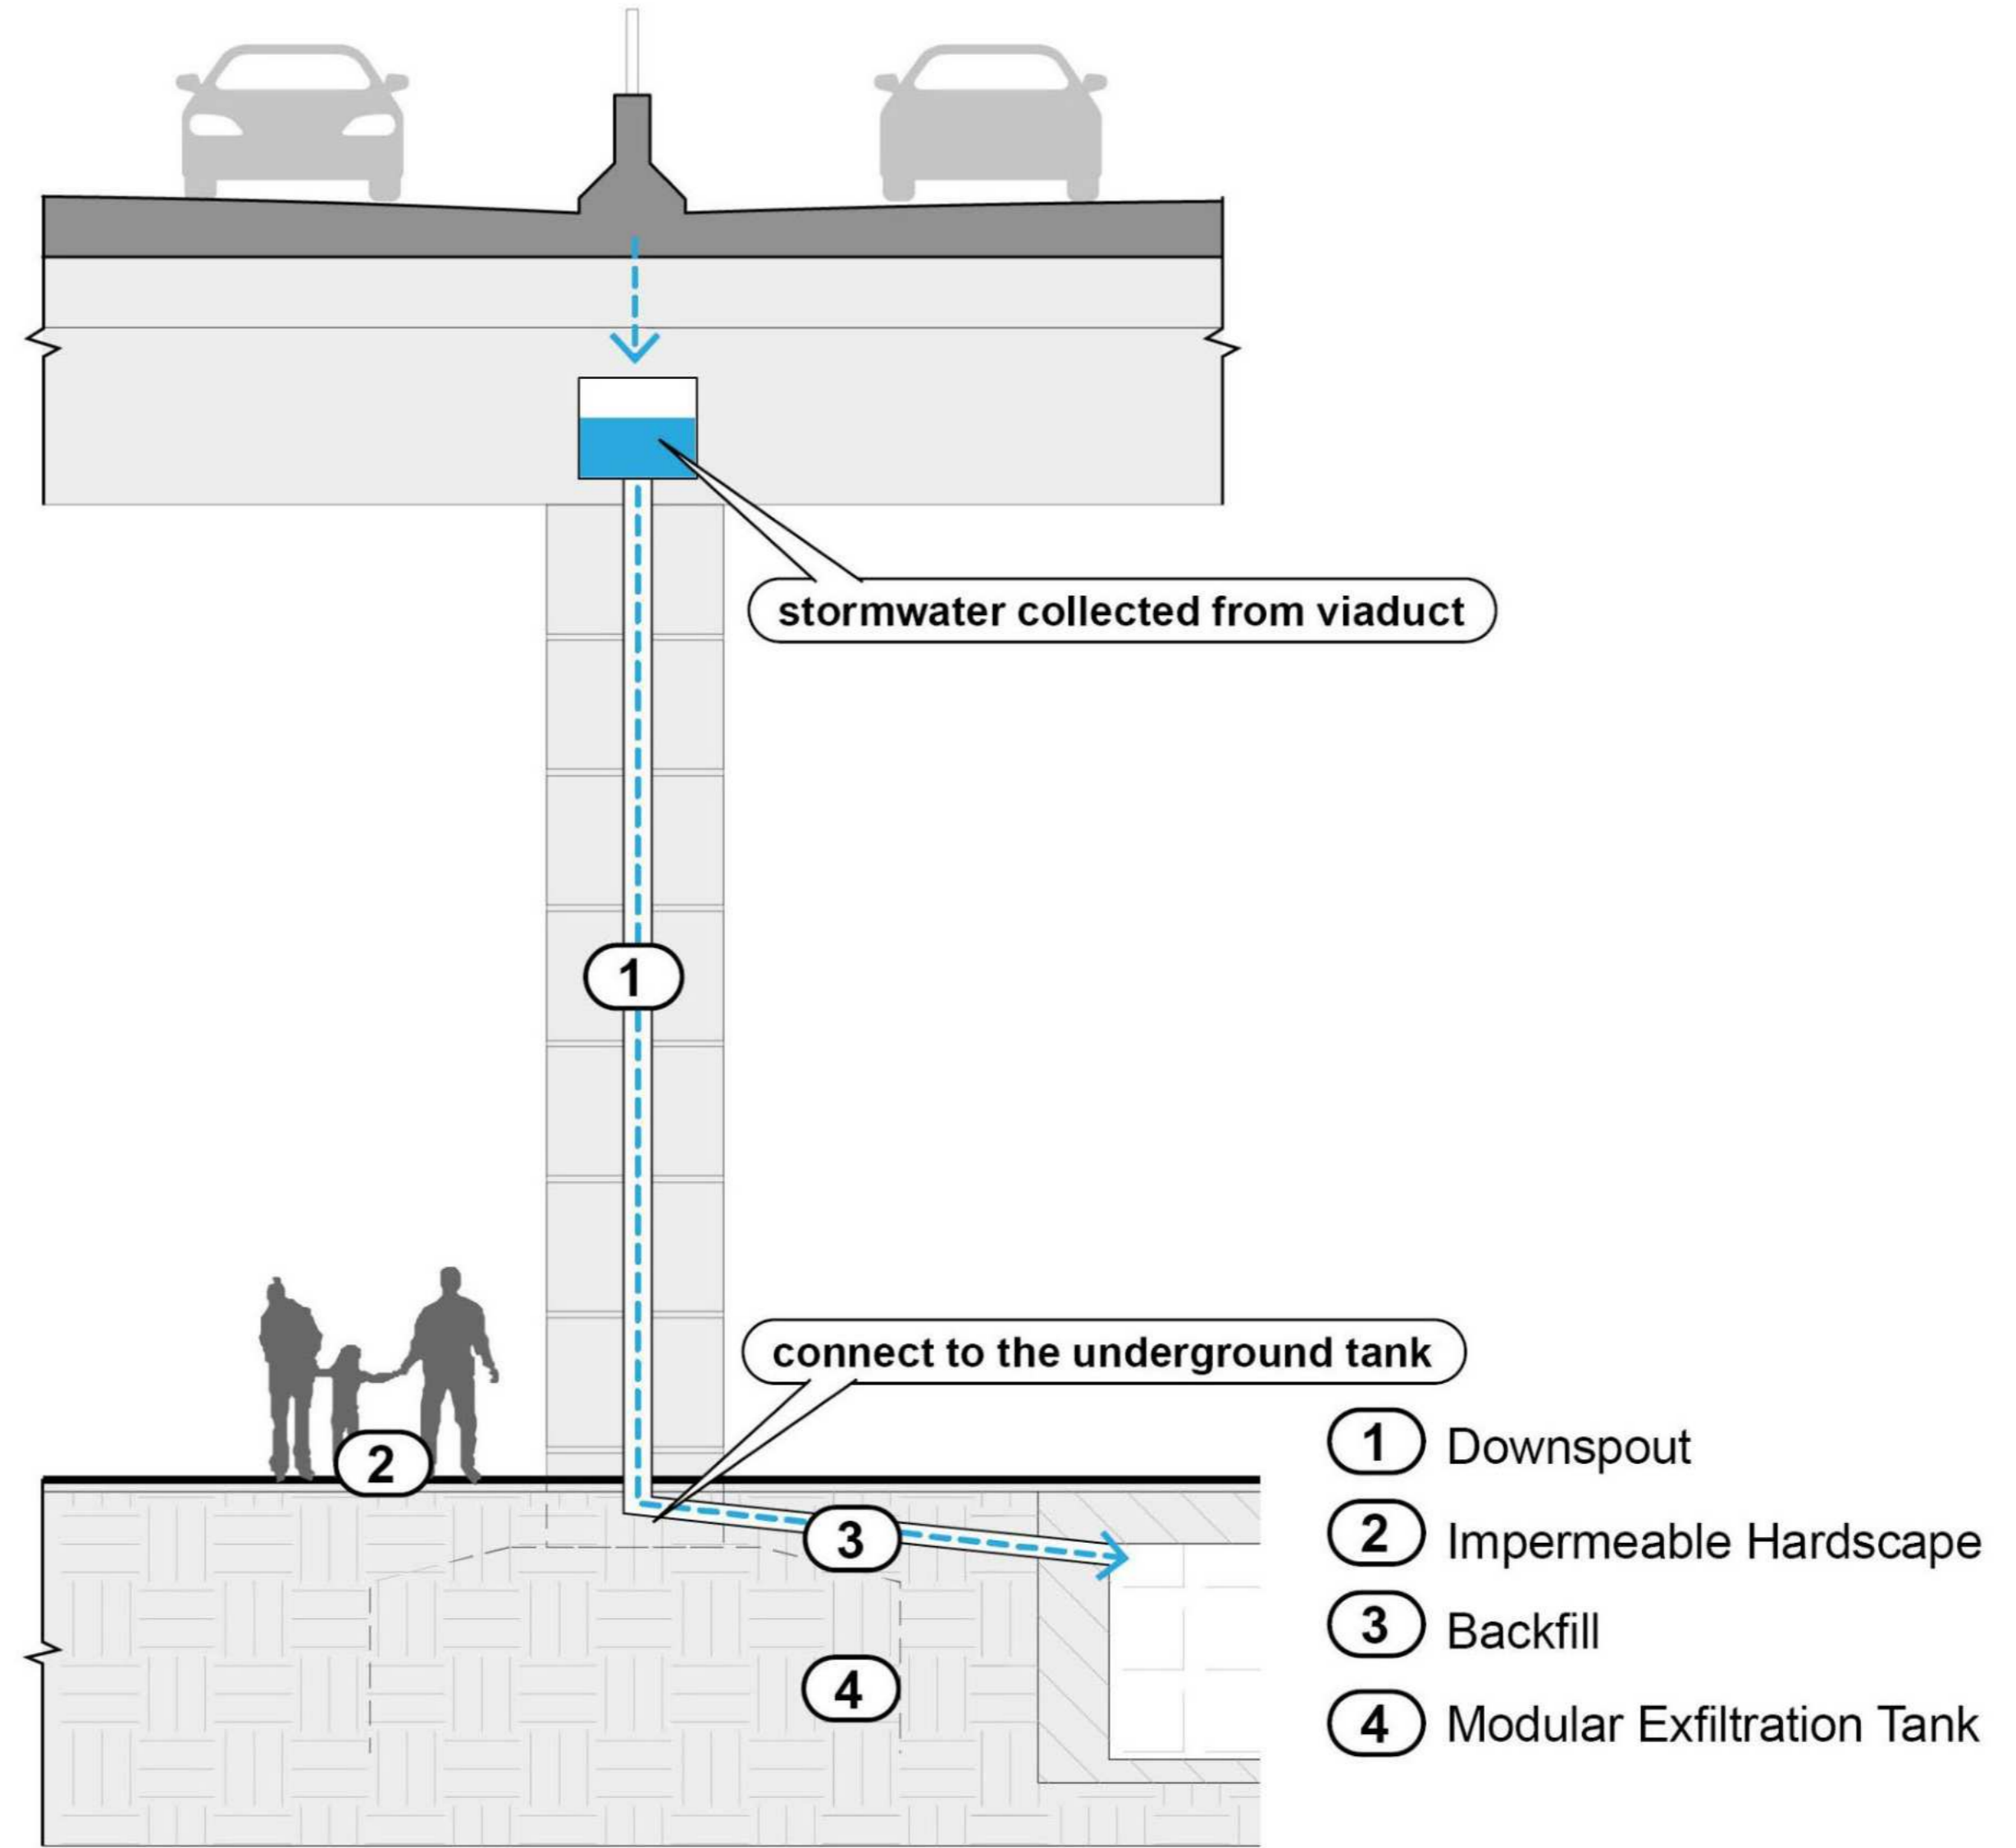 stormwater collected from viaduct
1
connect to the underground tank
2
3
4
1 Downspout
2 Impermeable Hardscape
3 Backfill
4 Modular Exfiltration Tank